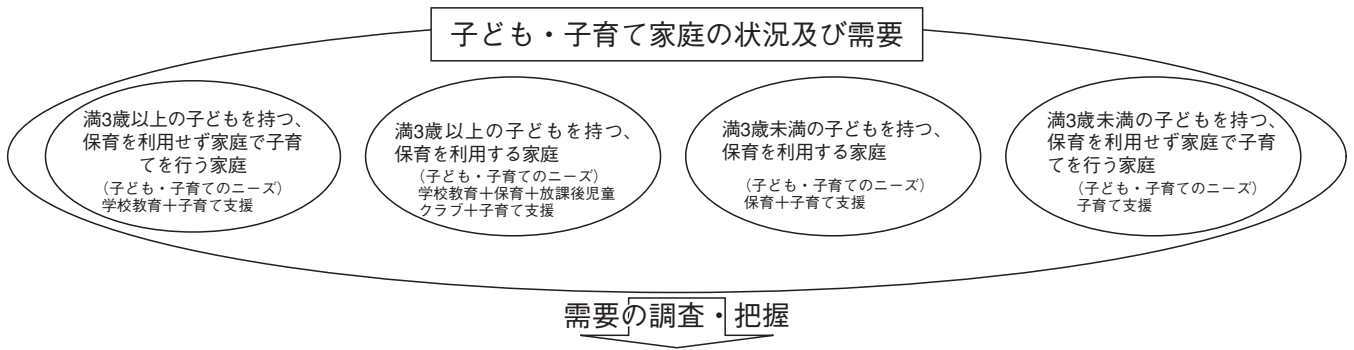 子ども・子育て家庭の状況及び需要
満3歳以上の子どもを持つ、
保育を利用せず家庭で子育
てを行う家庭
（子ども・子育てのニーズ）
学校教育＋子育て支援
満3歳以上の子どもを持つ、
保育を利用する家庭
（子ども・子育てのニーズ）
学校教育＋保育＋放課後児童
クラブ＋子育て支援
満3歳未満の子どもを持つ、
保育を利用する家庭
（子ども・子育てのニーズ）
保育＋子育て支援
満3歳未満の子どもを持つ、
保育を利用せず家庭で子育
てを行う家庭
（子ども・子育てのニーズ）
子育て支援
需要の調査・把握